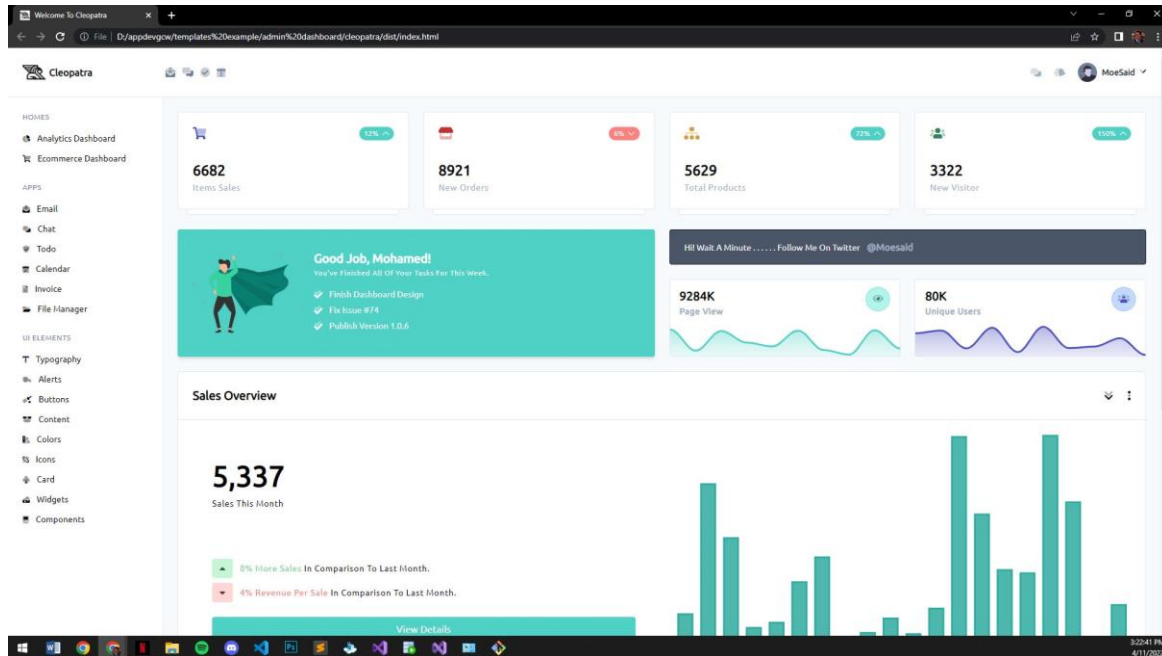 Welcome To Cleopatra
File D:/appdevgcw/templates%20example/admin%20dashboard/cleopatra/dist/index.html
Cleopatra
MoeSaid
HOMES
Analytics Dashboard
Ecommerce Dashboard
APPS
Email
Chat
Todo
Calendar
Invoice
File Manager
UI ELEMENTS
Typography
Alerts
Buttons
Content
Colors
Icons
Card
Widgets
Components
12%
6682
Items Sales
6%
8921
New Orders
72%
5629
Total Products
150%
3322
New Visitor
Good Job, Mohamed!
You've Finished All Of Your Tasks For This Week.
Finish Dashboard Design
Fix Issue #74
Publish Version 1.0.6
Hi! Wait A Minute . . . . . . Follow Me On Twitter @Moesaid
9284K
Page View
80K
Unique Users
Sales Overview
5,337
Sales This Month
8% More Sales In Comparison To Last Month.
4% Revenue Per Sale In Comparison To Last Month.
View Details
3:22:41 PM